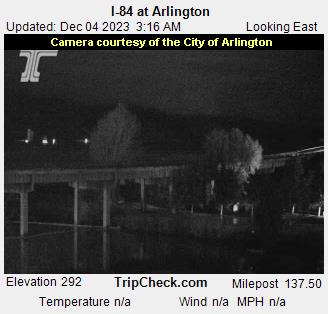 I-84 at Arlington
Updated: Dec 04 2023 3:16 AM Looking East
Camera courtesy of the City of Arlington
Elevation 292 TripCheck.com Milepost 137.50
Temperature n/a Wind n/a MPH n/a